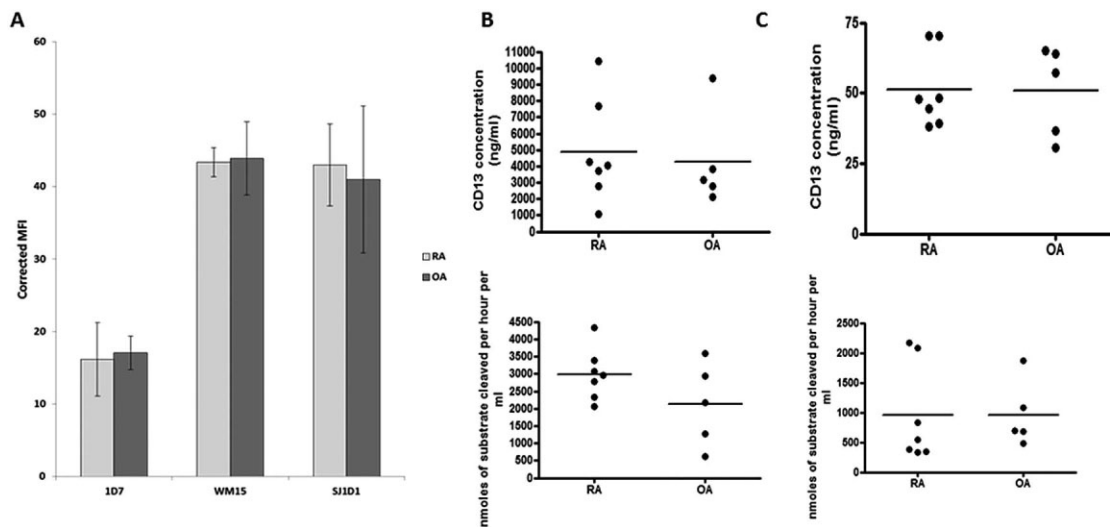 A
60
50
40
30
20
10
0
Corrected MFI
1D7
WM15
SJ1D1
RA
OA
B
11000
10000
9000
8000
7000
6000
5000
4000
3000
2000
1000
0
CD13 concentration
(ng/ml)
RA
OA
4500
4000
3500
3000
2500
2000
1500
1000
500
0
nmoles of substrate cleaved per hour per
ml
RA
OA
C
75
50
25
0
CD13 concentration
(ng/ml)
RA
OA
2500
2000
1500
1000
500
0
nmoles of substrate cleaved per hour per
ml
RA
OA